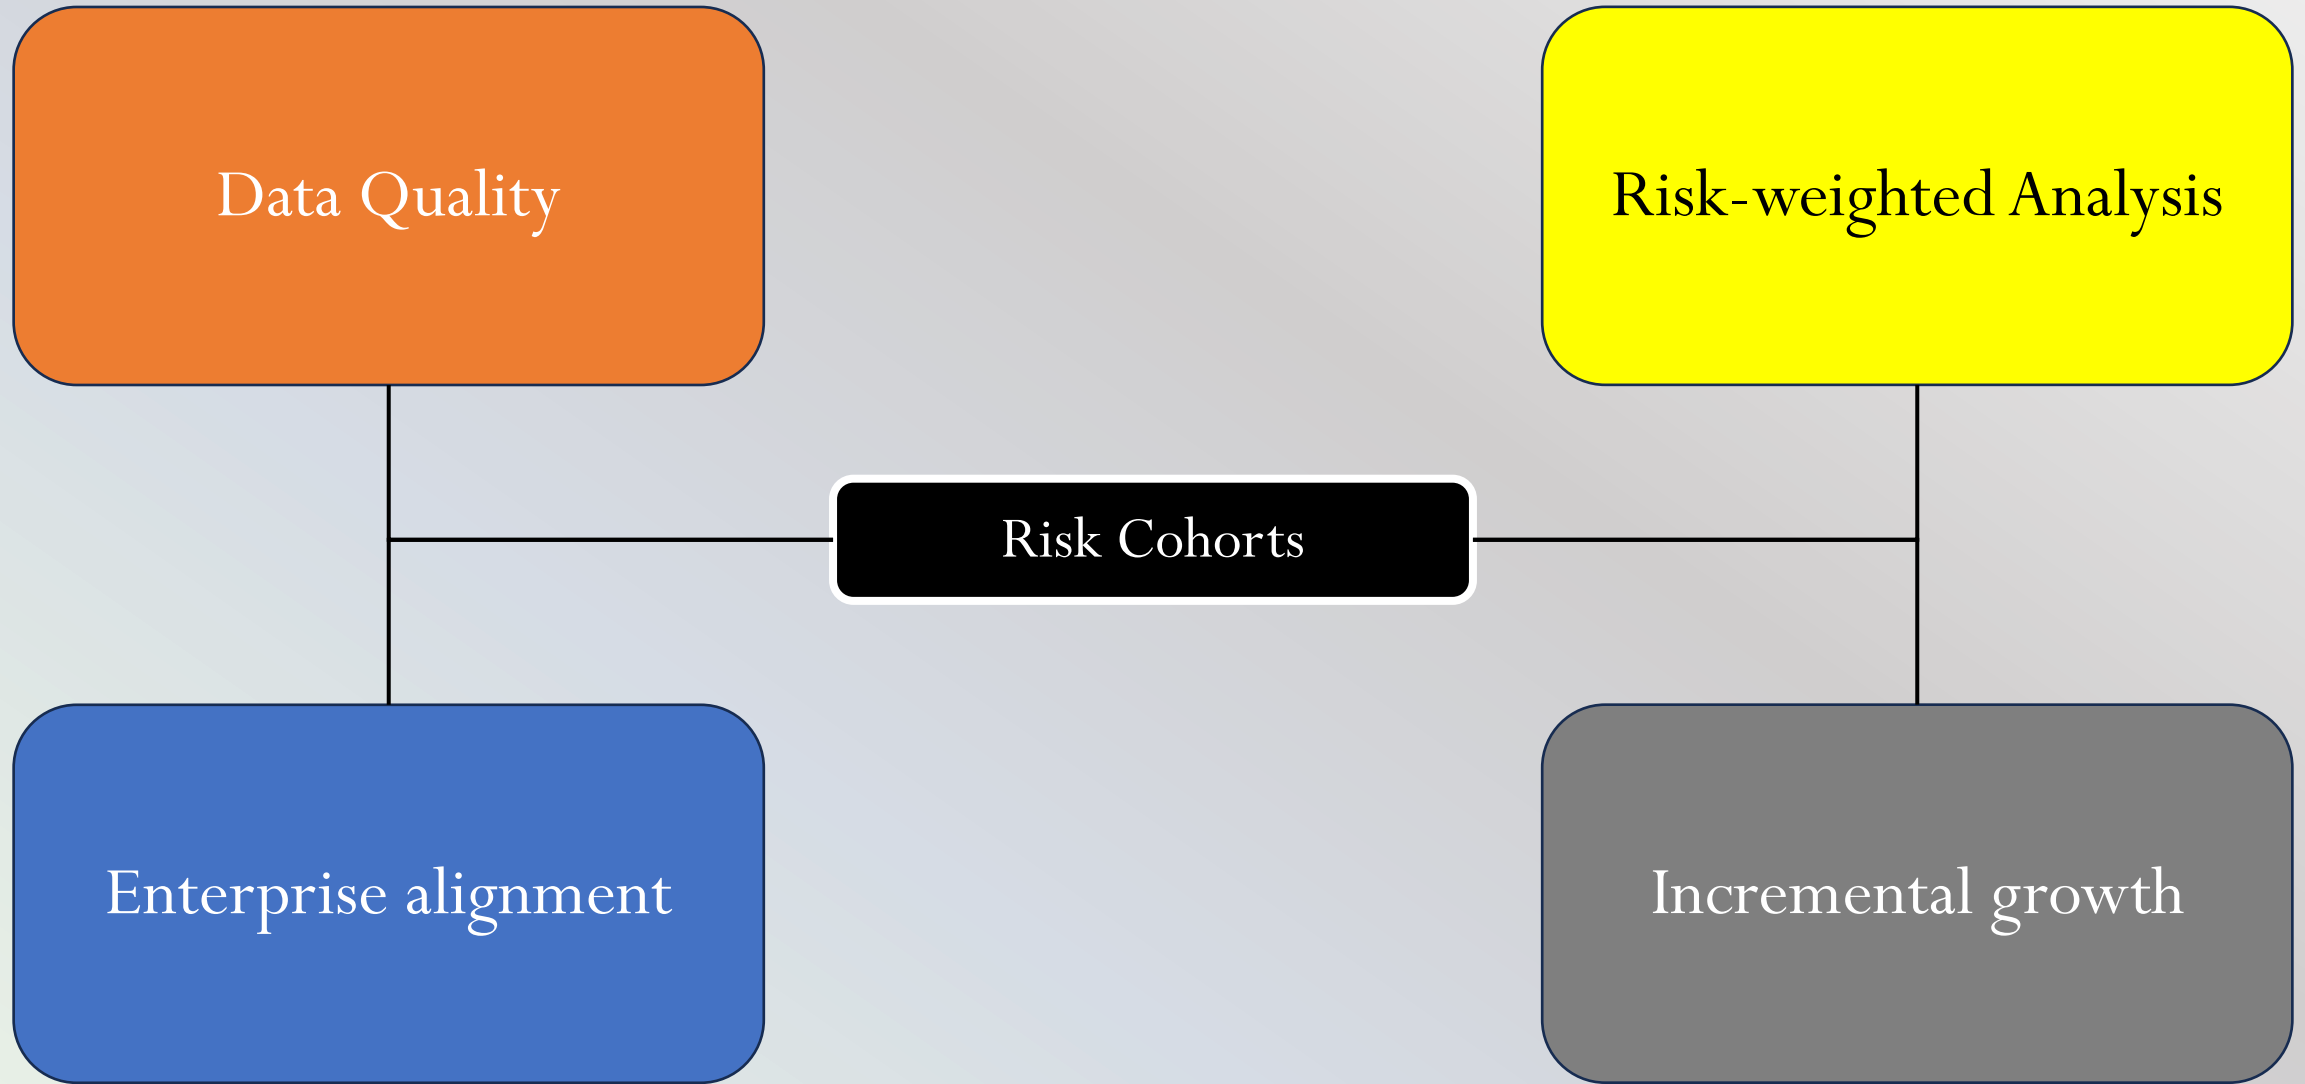 Data Quality
Risk-weighted Analysis
Risk Cohorts
Enterprise alignment
Incremental growth